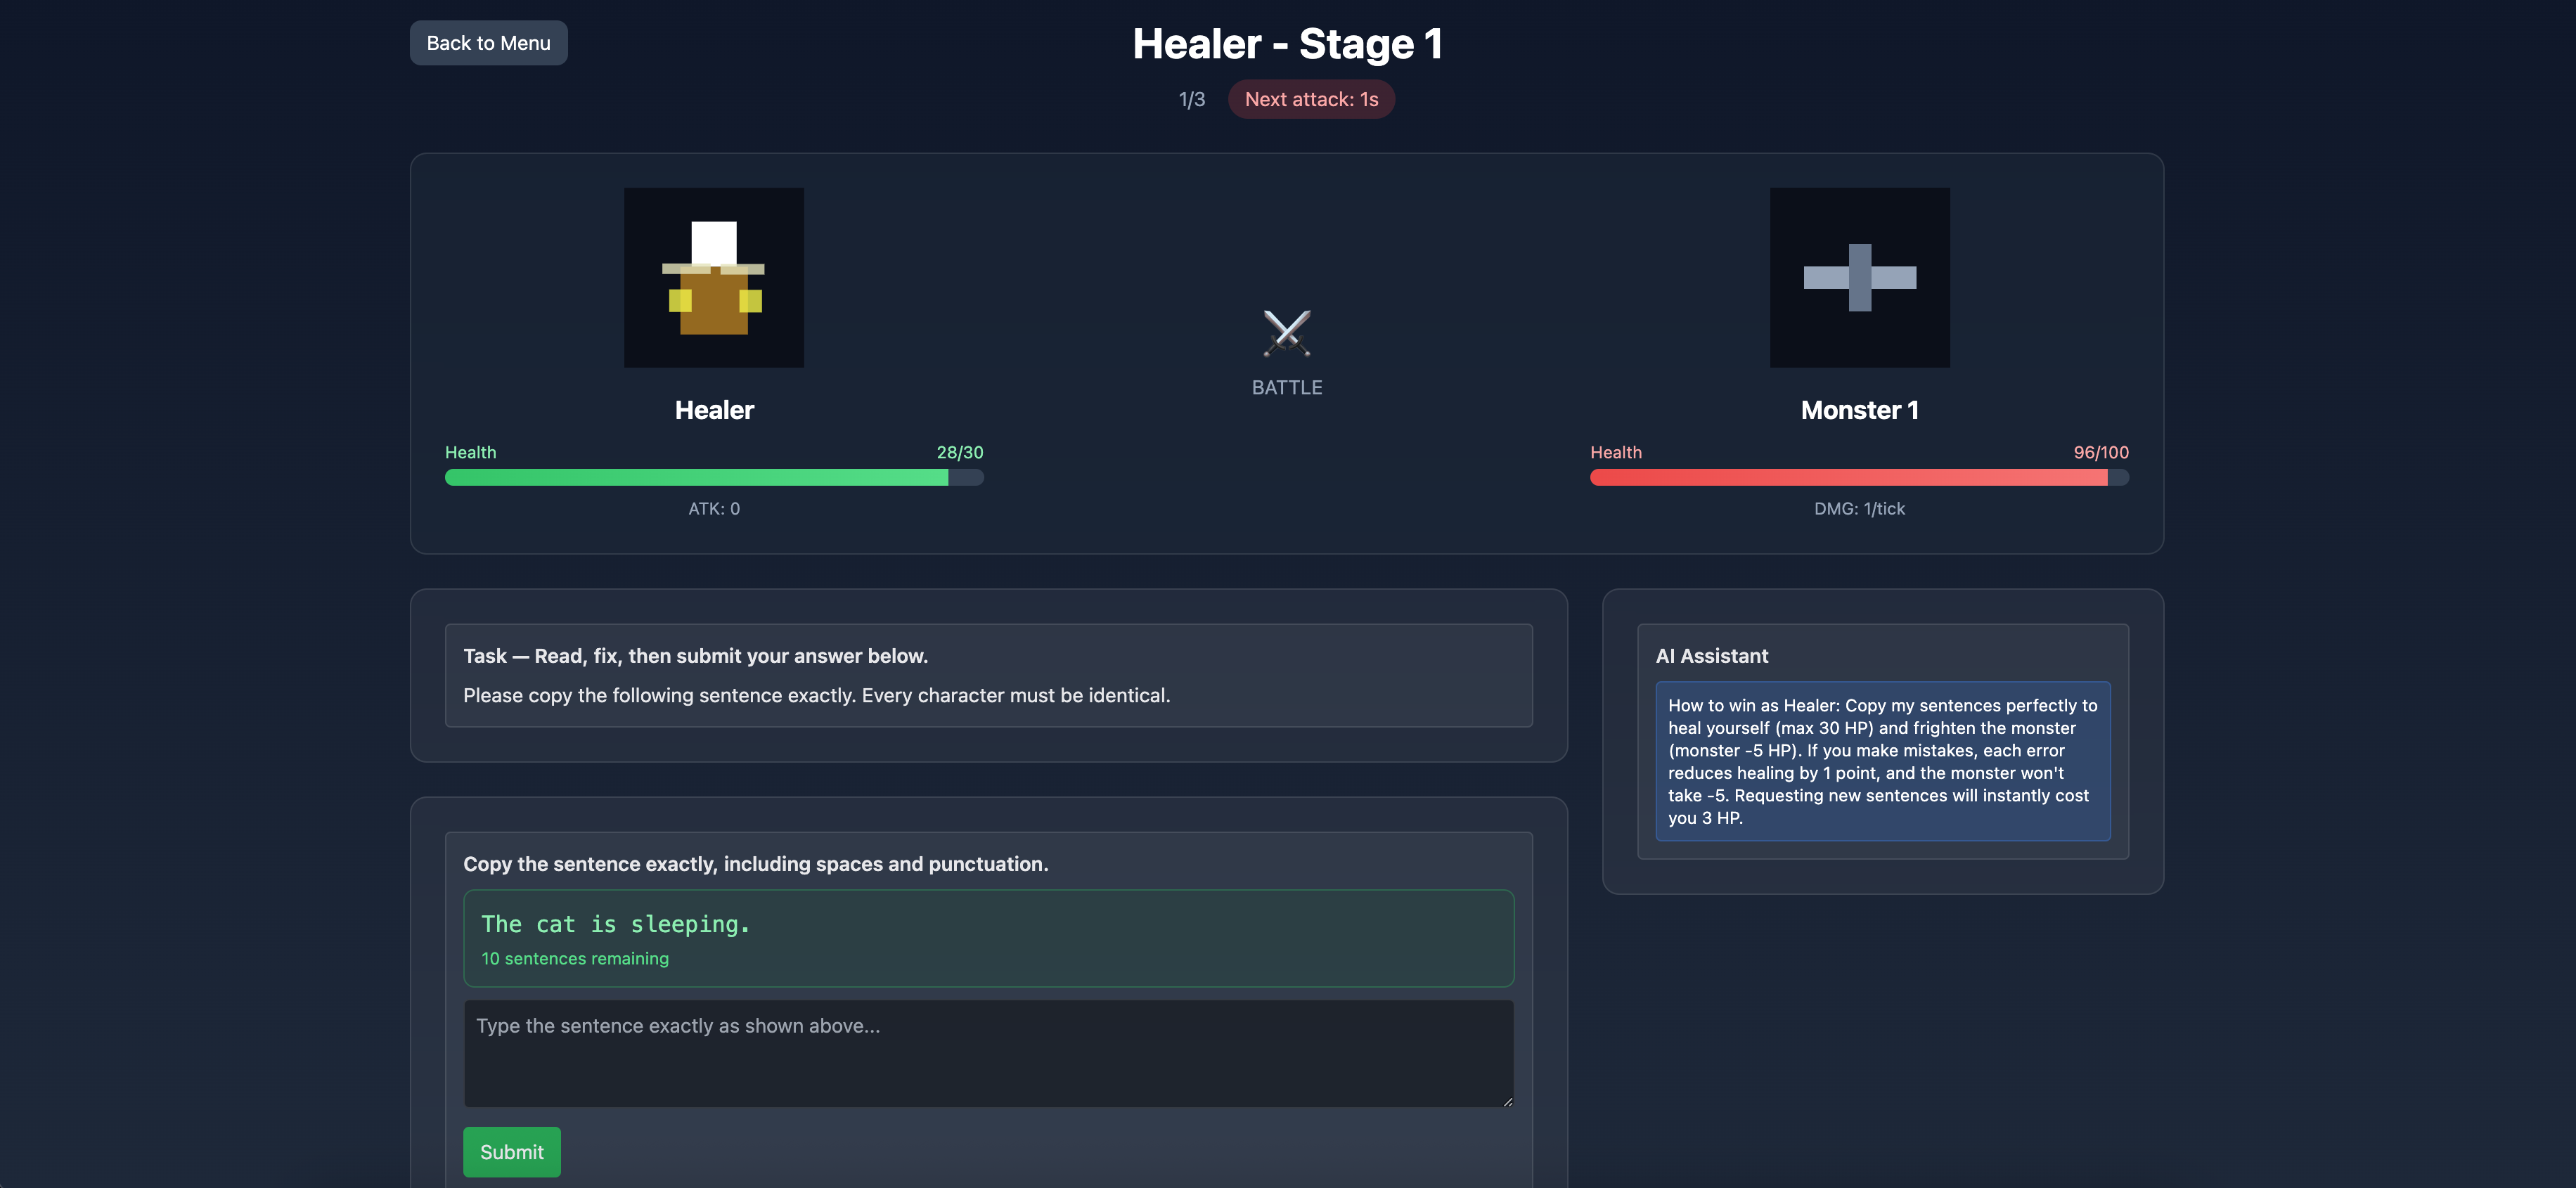 Back to Menu
Healer - Stage 1
1/3
Next attack: 1s
Healer
Health 28/30
ATK: 0
BATTLE
Monster 1
Health 96/100
DMG: 1/tick
Task — Read, fix, then submit your answer below.
Please copy the following sentence exactly. Every character must be identical.
Copy the sentence exactly, including spaces and punctuation.
The cat is sleeping.
10 sentences remaining
Type the sentence exactly as shown above...
Submit
AI Assistant
How to win as Healer: Copy my sentences perfectly to
heal yourself (max 30 HP) and frighten the monster
(monster -5 HP). If you make mistakes, each error
reduces healing by 1 point, and the monster won't
take -5. Requesting new sentences will instantly cost
you 3 HP.